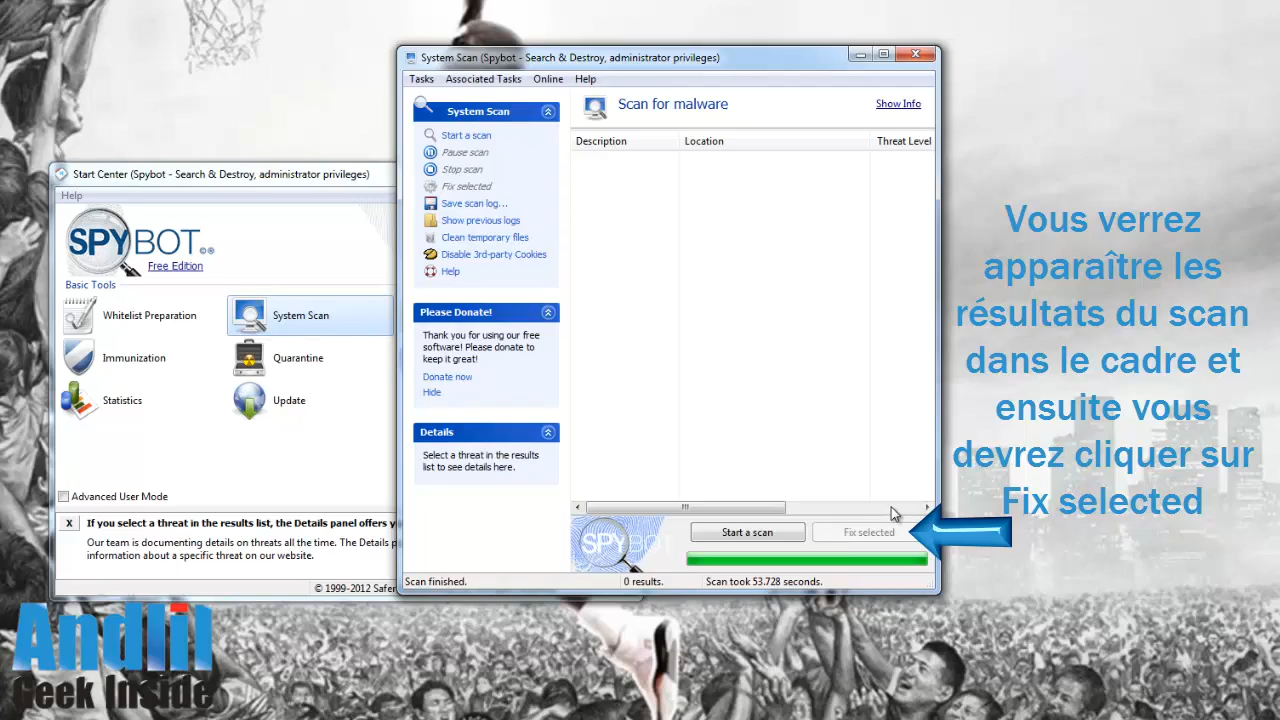 System Scan (Spybot - Search & Destroy, administrator privileges)
Tasks Associated Tasks Online Help
System Scan
Start a scan
Pause scan
Stop scan
Fix selected
Save scan log...
Show previous logs
Clean temporary files
Disable 3rd-party Cookies
Help
Please Donate!
Thank you for using our free
software! Please donate to
keep it great!
Donate now
Hide
Details
Select a threat in the results
list to see details here.
Scan for malware
Show Info
Description Location Threat Level
SPYBOT
Start a scan Fix selected
Scan finished. 0 results. Scan took 53.728 seconds.
Start Center (Spybot - Search & Destroy, administrator privileges)
Help
SPYBOT
Free Edition
Basic Tools
Whitelist Preparation System Scan
Immunization Quarantine
Statistics Update
Advanced User Mode
X If you select a threat in the results list, the Details panel offers
Our team is documenting details on threats all the time. The Details
information about a specific threat on our website.
© 1999-2012 Safer
Vous verrez
apparaître les
résultats du scan
dans le cadre et
ensuite vous
devrez cliquer sur
Fix selected
Andlil
Geek Inside